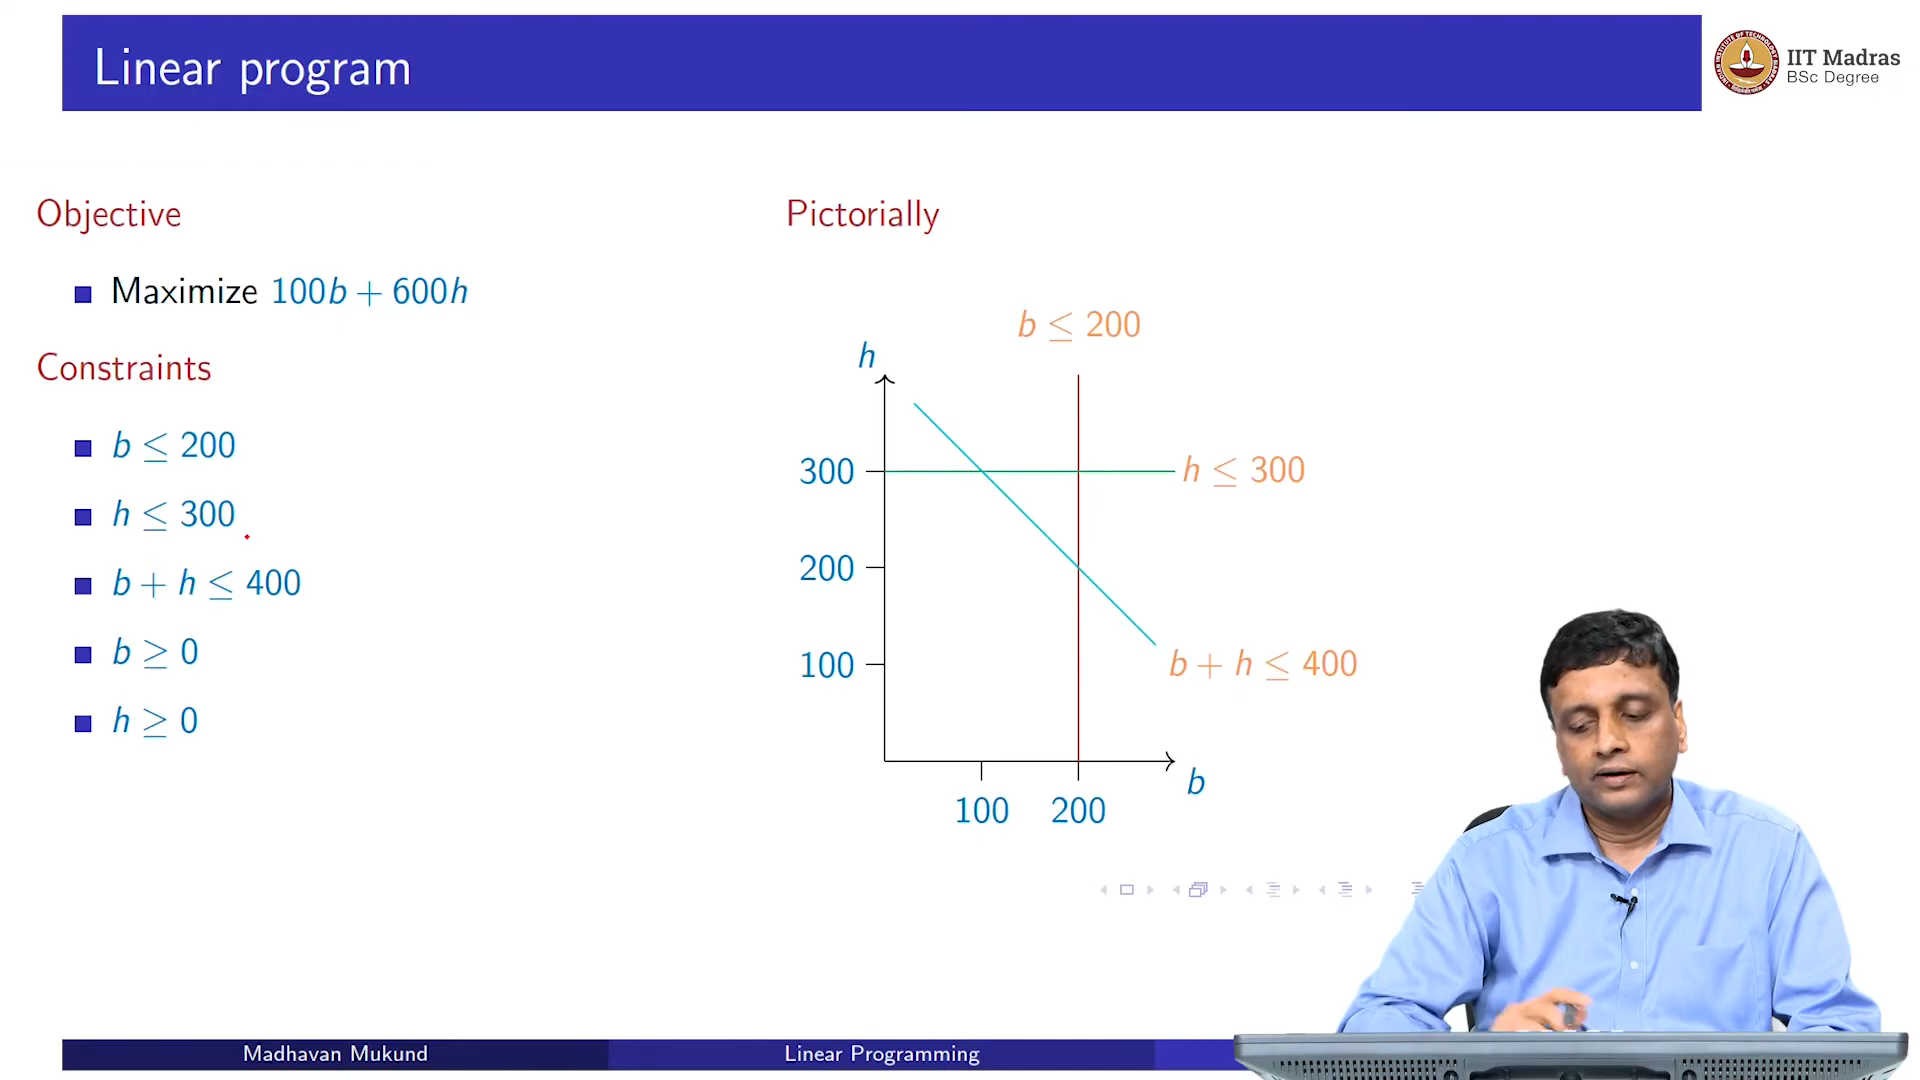 Linear program
IIT Madras
BSc Degree
Objective
Maximize 100b + 600h
Constraints
b ≤ 200
h ≤ 300
b + h ≤ 400
b ≥ 0
h ≥ 0
Pictorially
b ≤ 200
h
300
h ≤ 300
200
100
b + h ≤ 400
b
100 200
Madhavan Mukund
Linear Programming